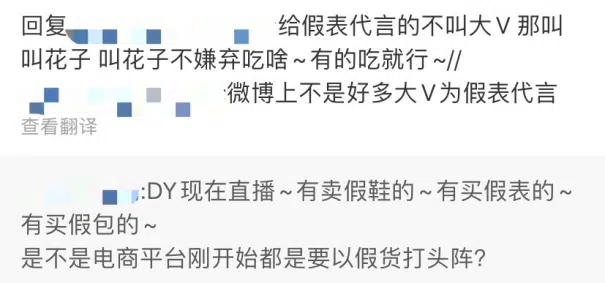 回复 给假表代言的不叫大V 那叫
叫花子 叫花子不嫌弃吃啥~有的吃就行~//
:微博上不是好多大V为假表代言
查看翻译
:DY现在直播~有卖假鞋的~有买假表的~
有买假包的~
是不是电商平台刚开始都是要以假货打头阵?